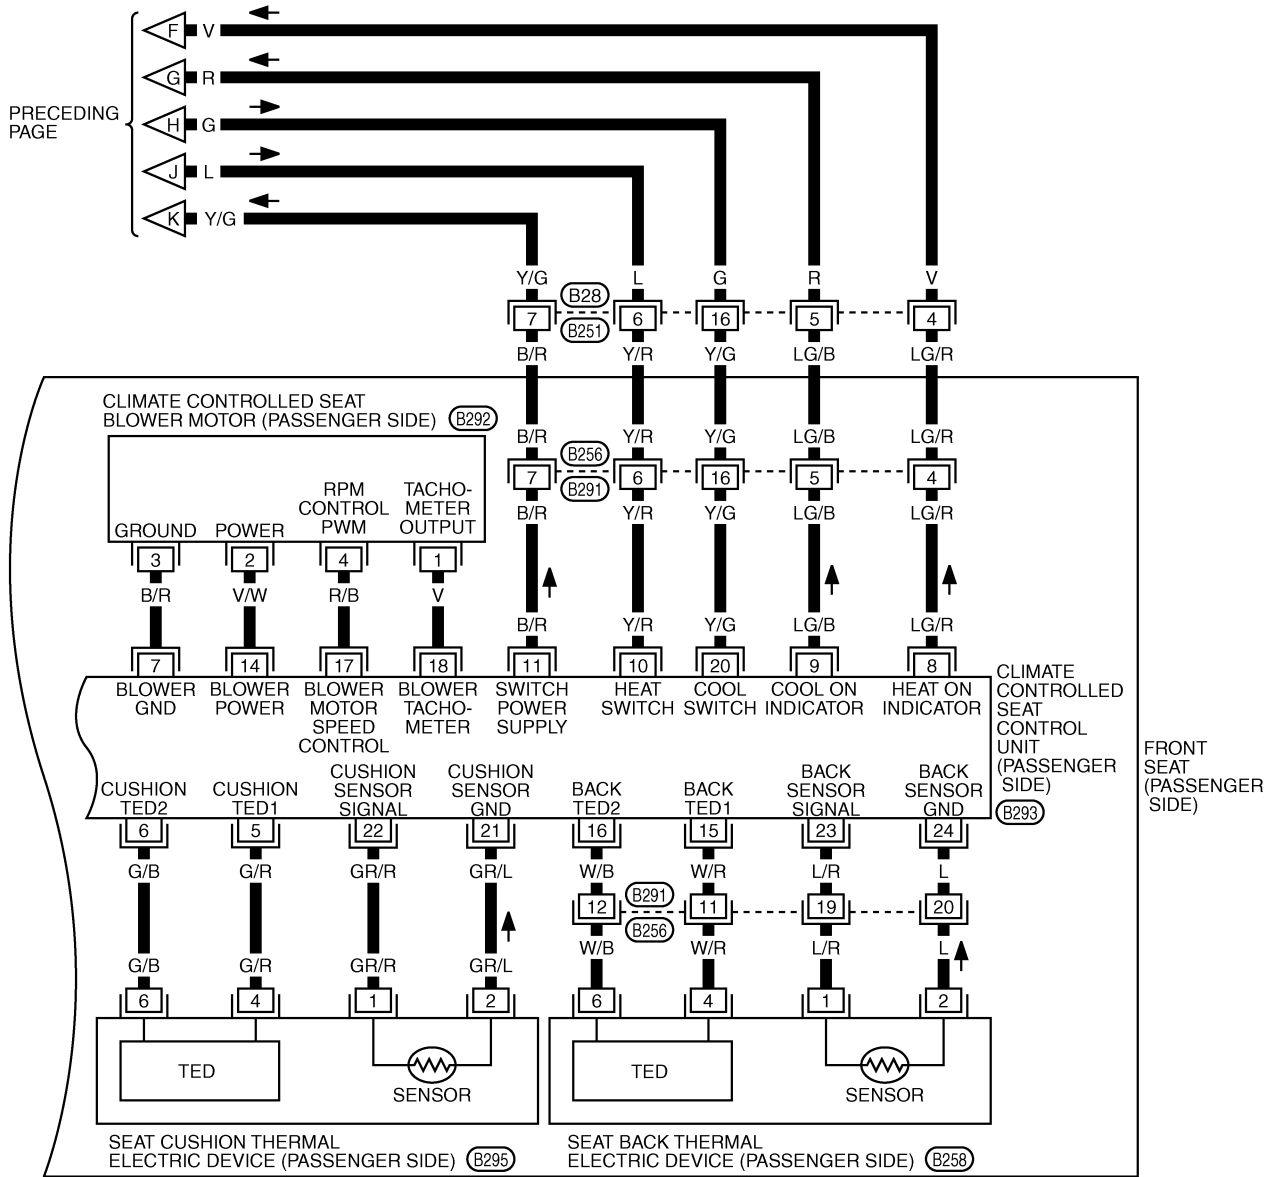 F V
G R
PRECEDING
PAGE
H G
J L
K Y/G
Y/G L G R V
B28
7 6 16 5 4
B251
B/R Y/R Y/G LG/B LG/R
CLIMATE CONTROLLED SEAT
BLOWER MOTOR (PASSENGER SIDE) B292
B/R Y/R Y/G LG/B LG/R
B256
7 6 16 5 4
B291
B/R Y/R Y/G LG/B LG/R
GROUND
POWER
RPM
CONTROL
PWM
TACHO-
METER
OUTPUT
3 2 4 1
B/R V/W R/B V
B/R Y/R Y/G LG/B LG/R
7 14 17 18 11 10 20 9 8
BLOWER
GND
BLOWER
POWER
BLOWER
MOTOR
SPEED
CONTROL
BLOWER
TACHO-
METER
SWITCH
POWER
SUPPLY
HEAT
SWITCH
COOL
SWITCH
COOL ON
INDICATOR
HEAT ON
INDICATOR
CLIMATE
CONTROLLED
SEAT
CONTROL
UNIT
(PASSENGER
SIDE)
B293
FRONT
SEAT
(PASSENGER
SIDE)
CUSHION
TED2
CUSHION
TED1
CUSHION
SENSOR
SIGNAL
CUSHION
SENSOR
GND
BACK
TED2
BACK
TED1
BACK
SENSOR
SIGNAL
BACK
SENSOR
GND
6 5 22 21 16 15 23 24
G/B G/R GR/R GR/L W/B W/R L/R L
B291
12 11 19 20
B256
W/B W/R L/R L
G/B G/R GR/R GR/L
6 4 1 2 6 4 1 2
TED
SENSOR
TED
SENSOR
SEAT CUSHION THERMAL
ELECTRIC DEVICE (PASSENGER SIDE) B295
SEAT BACK THERMAL
ELECTRIC DEVICE (PASSENGER SIDE) B258